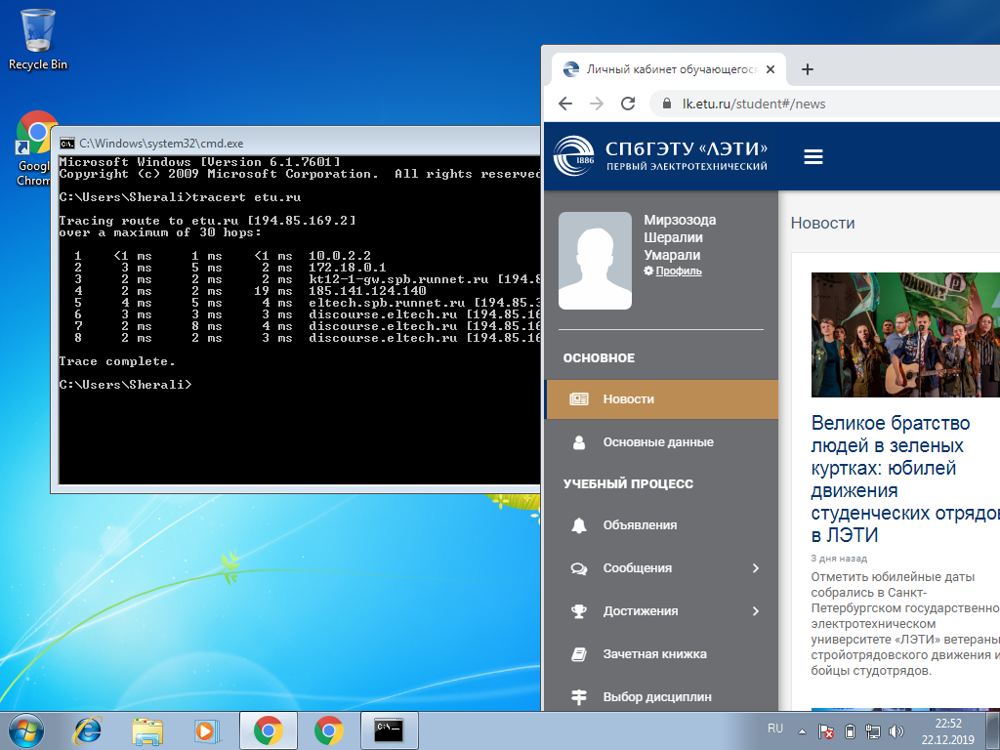 Recycle Bin
Googl
Chrom
C:\Windows\system32\cmd.exe
Microsoft Windows [Version 6.1.7601]
Copyright (c) 2009 Microsoft Corporation.  All rights reserved
C:\Users\Sherali>tracert etu.ru
Tracing route to etu.ru [194.85.169.2]
over a maximum of 30 hops:
1    <1 ms     1 ms    <1 ms  10.0.2.2
2     3 ms     5 ms     2 ms  172.18.0.1
3     2 ms     2 ms     2 ms  kt12-1-gw.spb.runnet.ru [194.8
4     2 ms     2 ms    19 ms  185.141.124.140
5     4 ms     5 ms     4 ms  eltech.spb.runnet.ru [194.85.3
6     3 ms     3 ms     3 ms  discourse.eltech.ru [194.85.16
7     2 ms     8 ms     4 ms  discourse.eltech.ru [194.85.16
8     2 ms     2 ms     3 ms  discourse.eltech.ru [194.85.16
Trace complete.
C:\Users\Sherali>
Личный кабинет обучающегося
lk.etu.ru/student#/news
1886
СПбГЭТУ «ЛЭТИ»
ПЕРВЫЙ ЭЛЕКТРОТЕХНИЧЕСКИЙ
Мирзозода
Шералии
Умарали
Профиль
ОСНОВНОЕ
Новости
Основные данные
УЧЕБНЫЙ ПРОЦЕСС
Объявления
Сообщения
Достижения
Зачетная книжка
Выбор дисциплин
Новости
Великое братство
людей в зеленых
куртках: юбилей
движения
студенческих отрядов
в ЛЭТИ
3 дня назад
Отметить юбилейные даты
собрались в Санкт-
Петербургском государственно
электротехническом
университете «ЛЭТИ» ветераны
стройотрядовского движения и
бойцы студотрядов.
C:\.
RU
22:52
22.12.2019